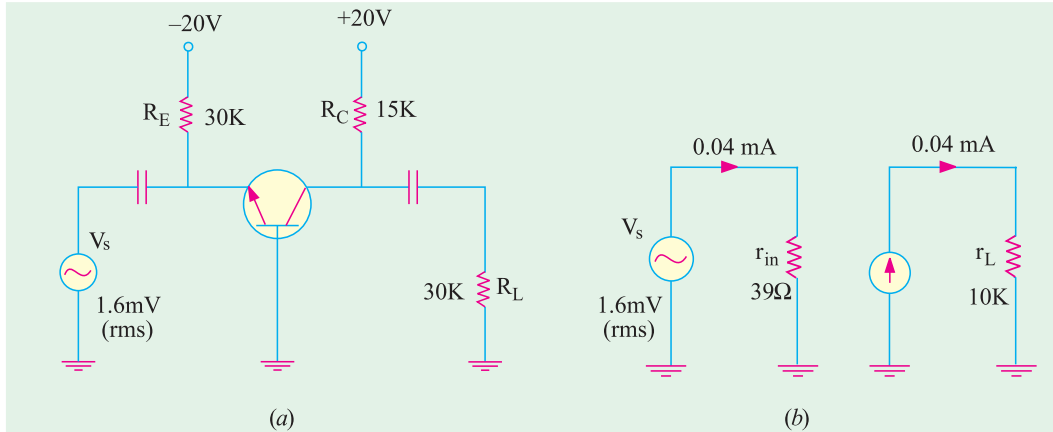 –20V
+20V
R_E
30K
R_C
15K
V_s
1.6mV
(rms)
30K
R_L
(a)
0.04 mA
0.04 mA
V_s
1.6mV
(rms)
r_in
39Ω
r_L
10K
(b)